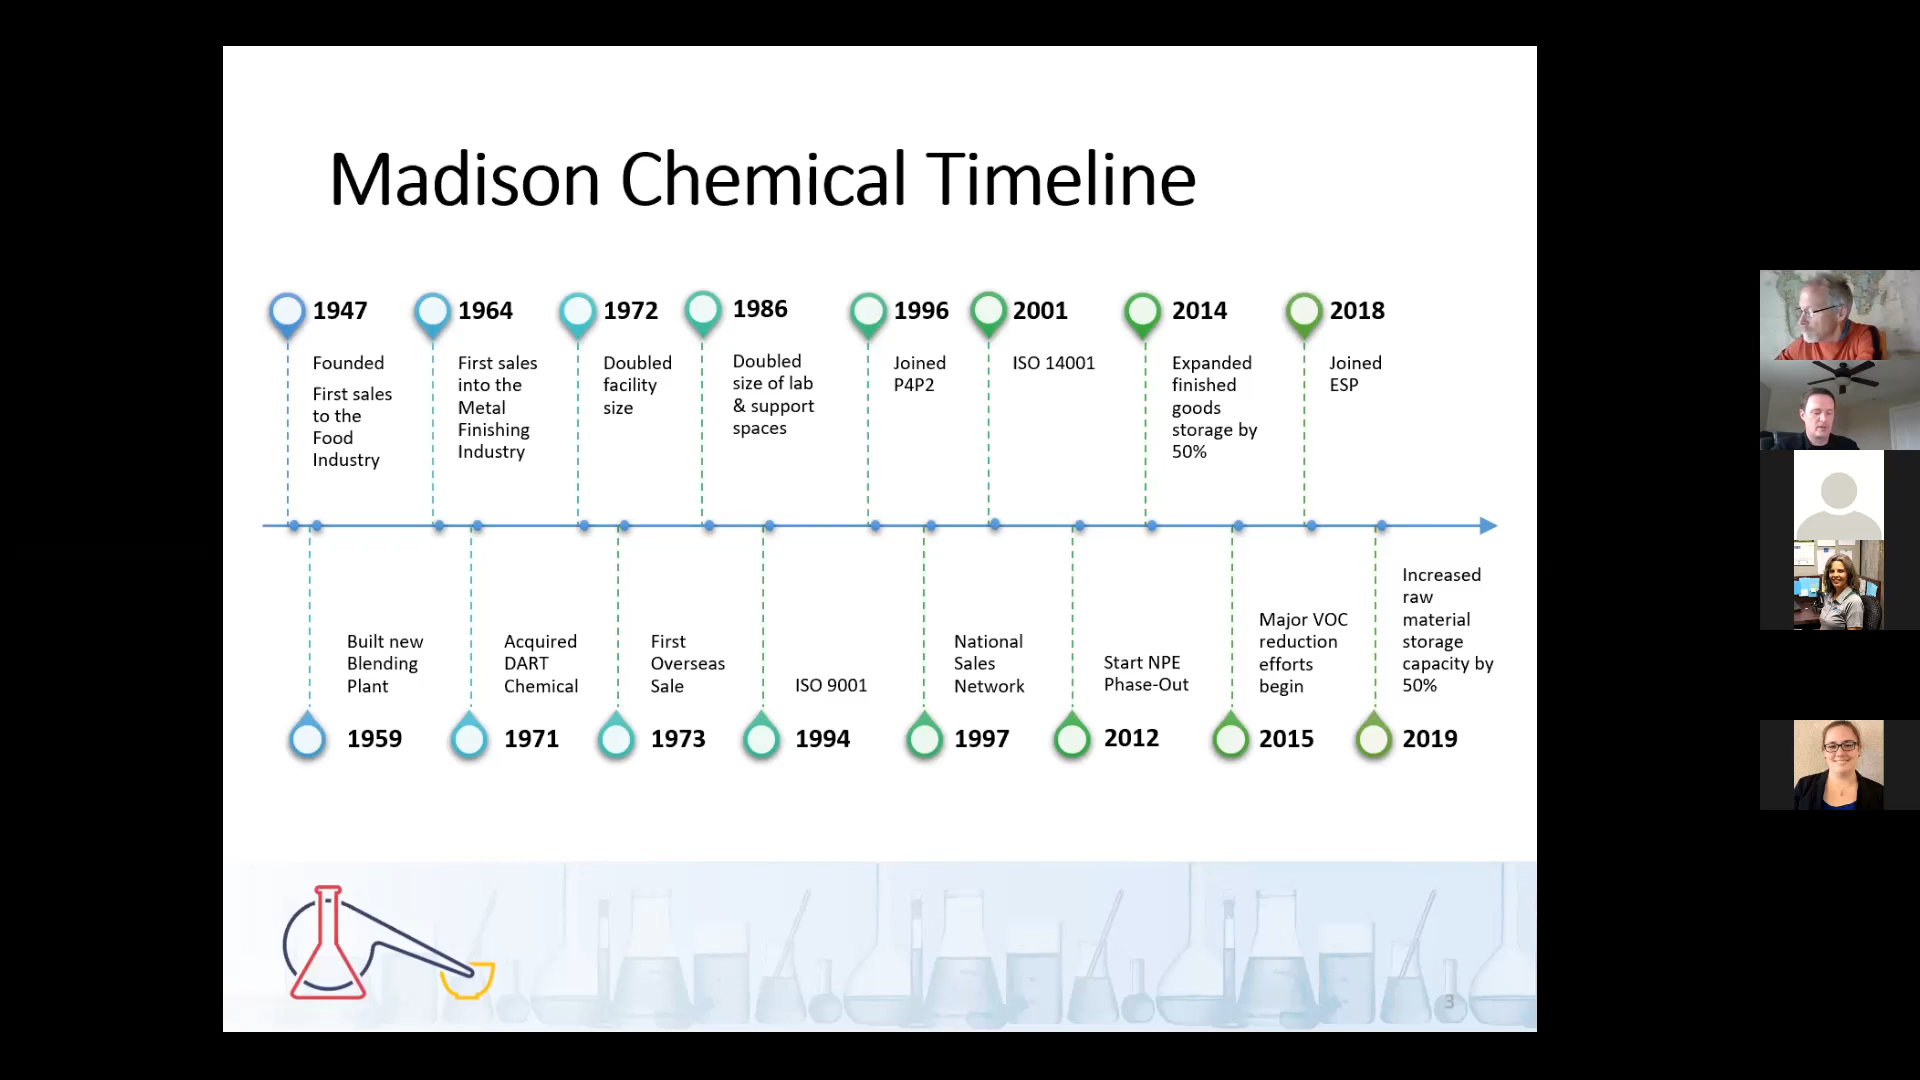 Madison Chemical Timeline
1947
Founded
First sales
to the
Food
Industry
1964
First sales
into the
Metal
Finishing
Industry
1972
Doubled
facility
size
1986
Doubled
size of lab
& support
spaces
1996
Joined
P4P2
2001
ISO 14001
2014
Expanded
finished
goods
storage by
50%
2018
Joined
ESP
Built new
Blending
Plant
1959
Acquired
DART
Chemical
1971
First
Overseas
Sale
1973
ISO 9001
1994
National
Sales
Network
1997
Start NPE
Phase-Out
2012
Major VOC
reduction
efforts
begin
2015
Increased
raw
material
storage
capacity by
50%
2019
3